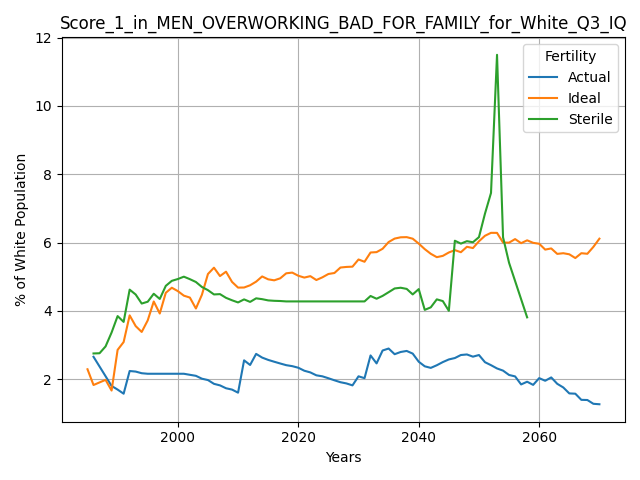 Score_1_in_MEN_OVERWORKING_BAD_FOR_FAMILY_for_White_Q3_IQ
12
10
8
6
4
2
% of White Population
Fertility
Actual
Ideal
Sterile
2000
2020
2040
2060
Years